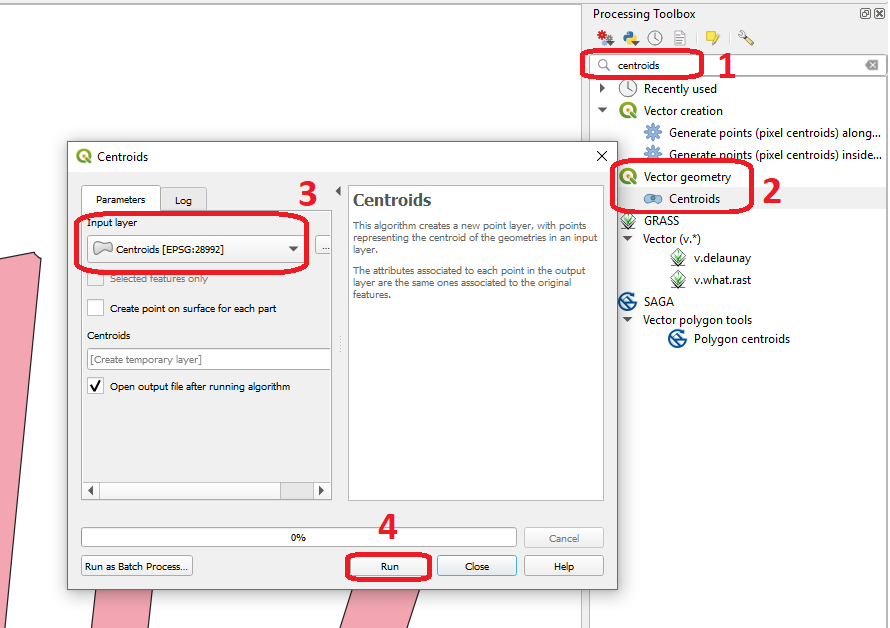 Processing Toolbox
centroids
1
Recently used
Vector creation
Generate points (pixel centroids) along...
Generate points (pixel centroids) inside...
Vector geometry
2
Centroids
GRASS
Vector (v.*)
v.delaunay
v.what.rast
SAGA
Vector polygon tools
Polygon centroids
Centroids
Parameters
Log
3
Input layer
Centroids [EPSG:28992]
...
Selected features only
Create point on surface for each part
Centroids
[Create temporary layer]
Open output file after running algorithm
Centroids
This algorithm creates a new point layer, with points
representing the centroid of the geometries in an input
layer.
The attributes associated to each point in the output
layer are the same ones associated to the original
features.
4
0%
Cancel
Run as Batch Process...
Run
Close
Help